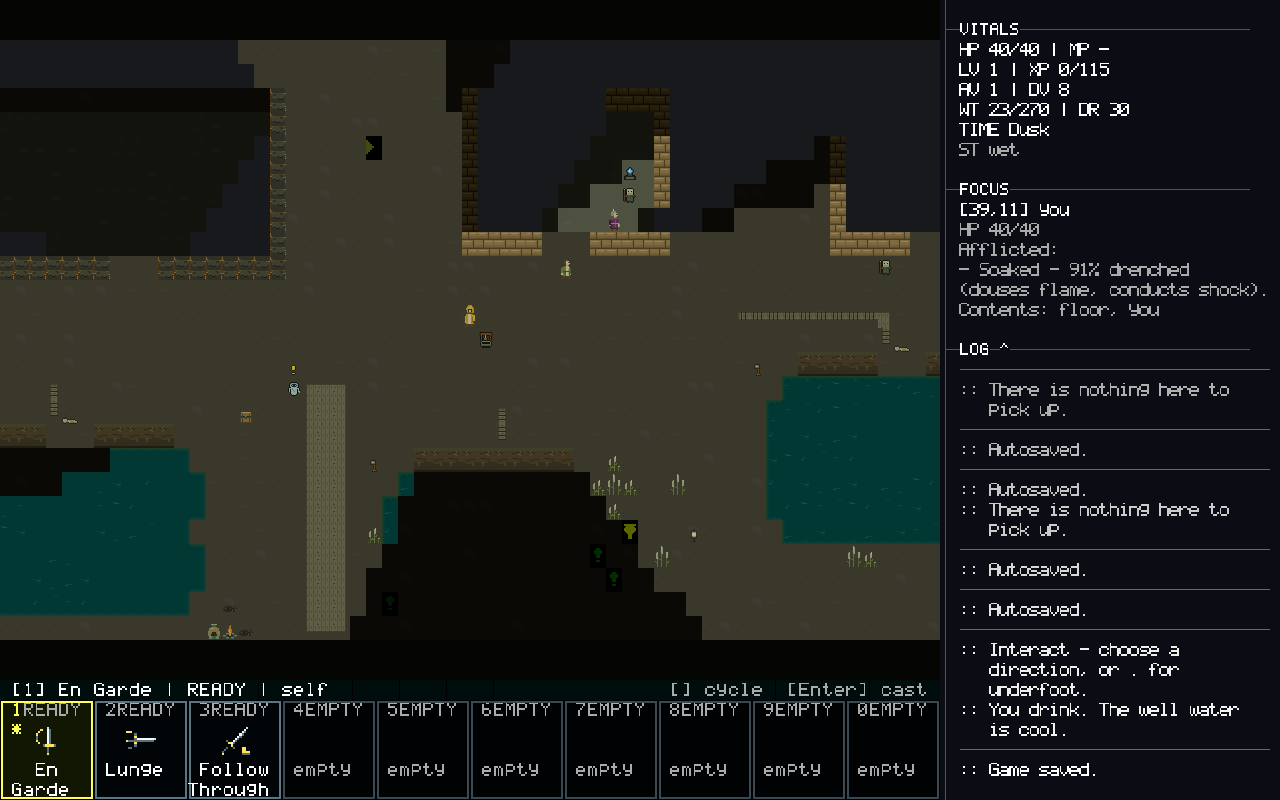 VITALS
HP 40/40 | MP -
LV 1 | XP 0/115
AV 1 | DV 8
WT 23/270 | DR 30
TIME Dusk
ST wet
FOCUS
[39,11] You
HP 40/40
Afflicted:
- Soaked - 91% drenched
(douses flame, conducts shock).
Contents: floor, You
LOG ^
:: There is nothing here to
Pick up.
:: Autosaved.
:: Autosaved.
:: There is nothing here to
Pick up.
:: Autosaved.
:: Autosaved.
:: Interact - choose a
direction, or . for
underfoot.
:: You drink. The well water
is cool.
:: Game saved.
[1] En Garde | READY | self
[] cycle [Enter] cast
1READY 2READY 3READY 4EMPTY 5EMPTY 6EMPTY 7EMPTY 8EMPTY 9EMPTY 0EMPTY
*
En Garde
Lunge
Follow Through
empty empty empty empty empty empty empty